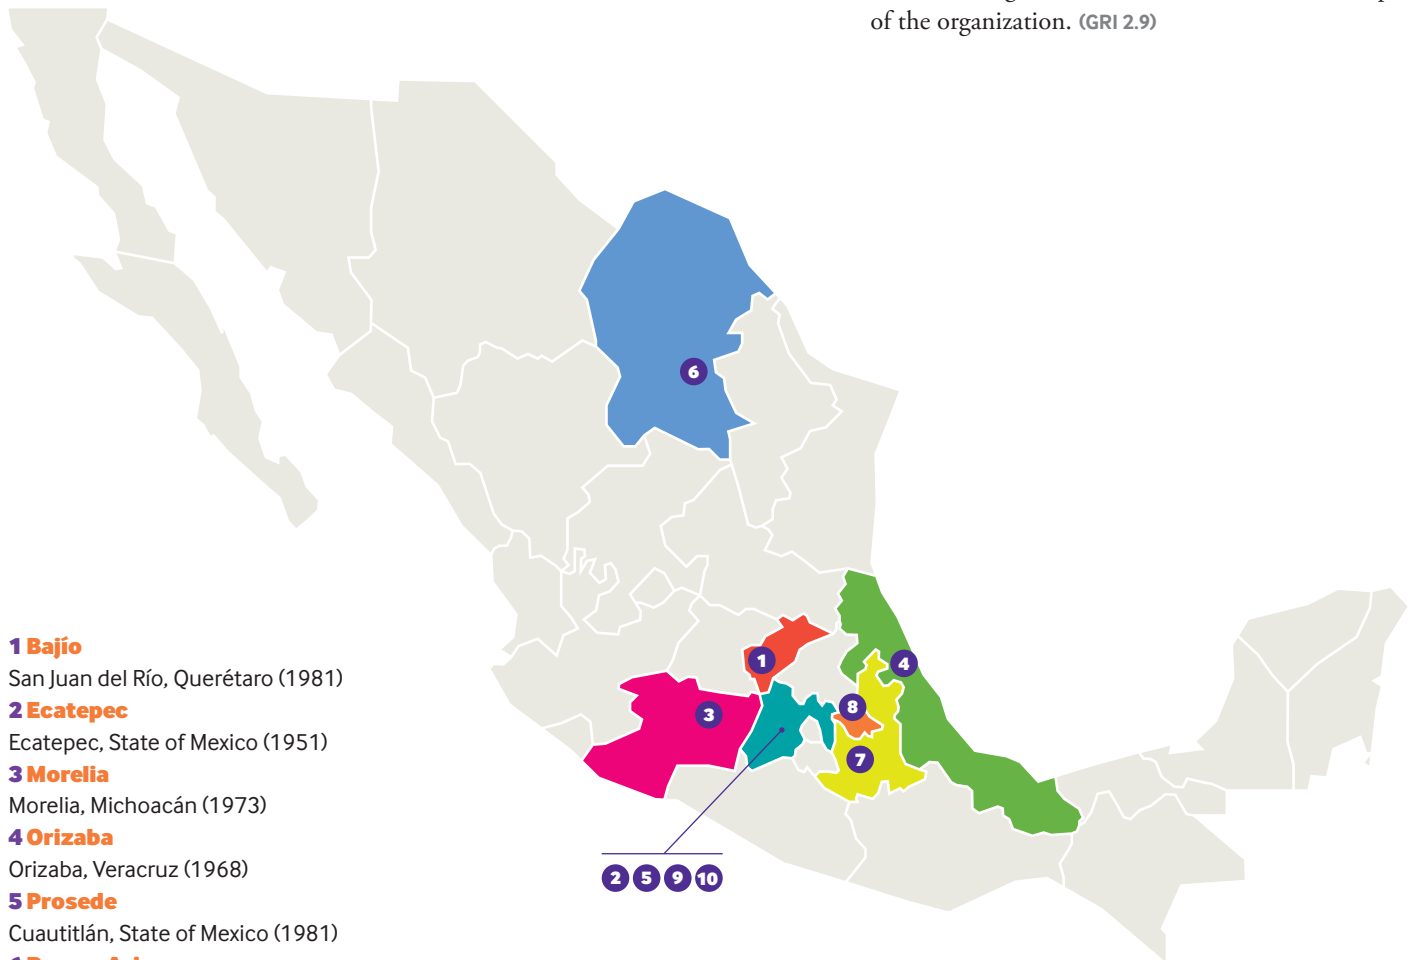 of the organization. (GRI 2.9)
6
1
4
3
8
7
2 5 9 10
1 Bajío
San Juan del Río, Querétaro (1981)
2 Ecatepec
Ecatepec, State of Mexico (1951)
3 Morelia
Morelia, Michoacán (1973)
4 Orizaba
Orizaba, Veracruz (1968)
5 Prosede
Cuautitlán, State of Mexico (1981)